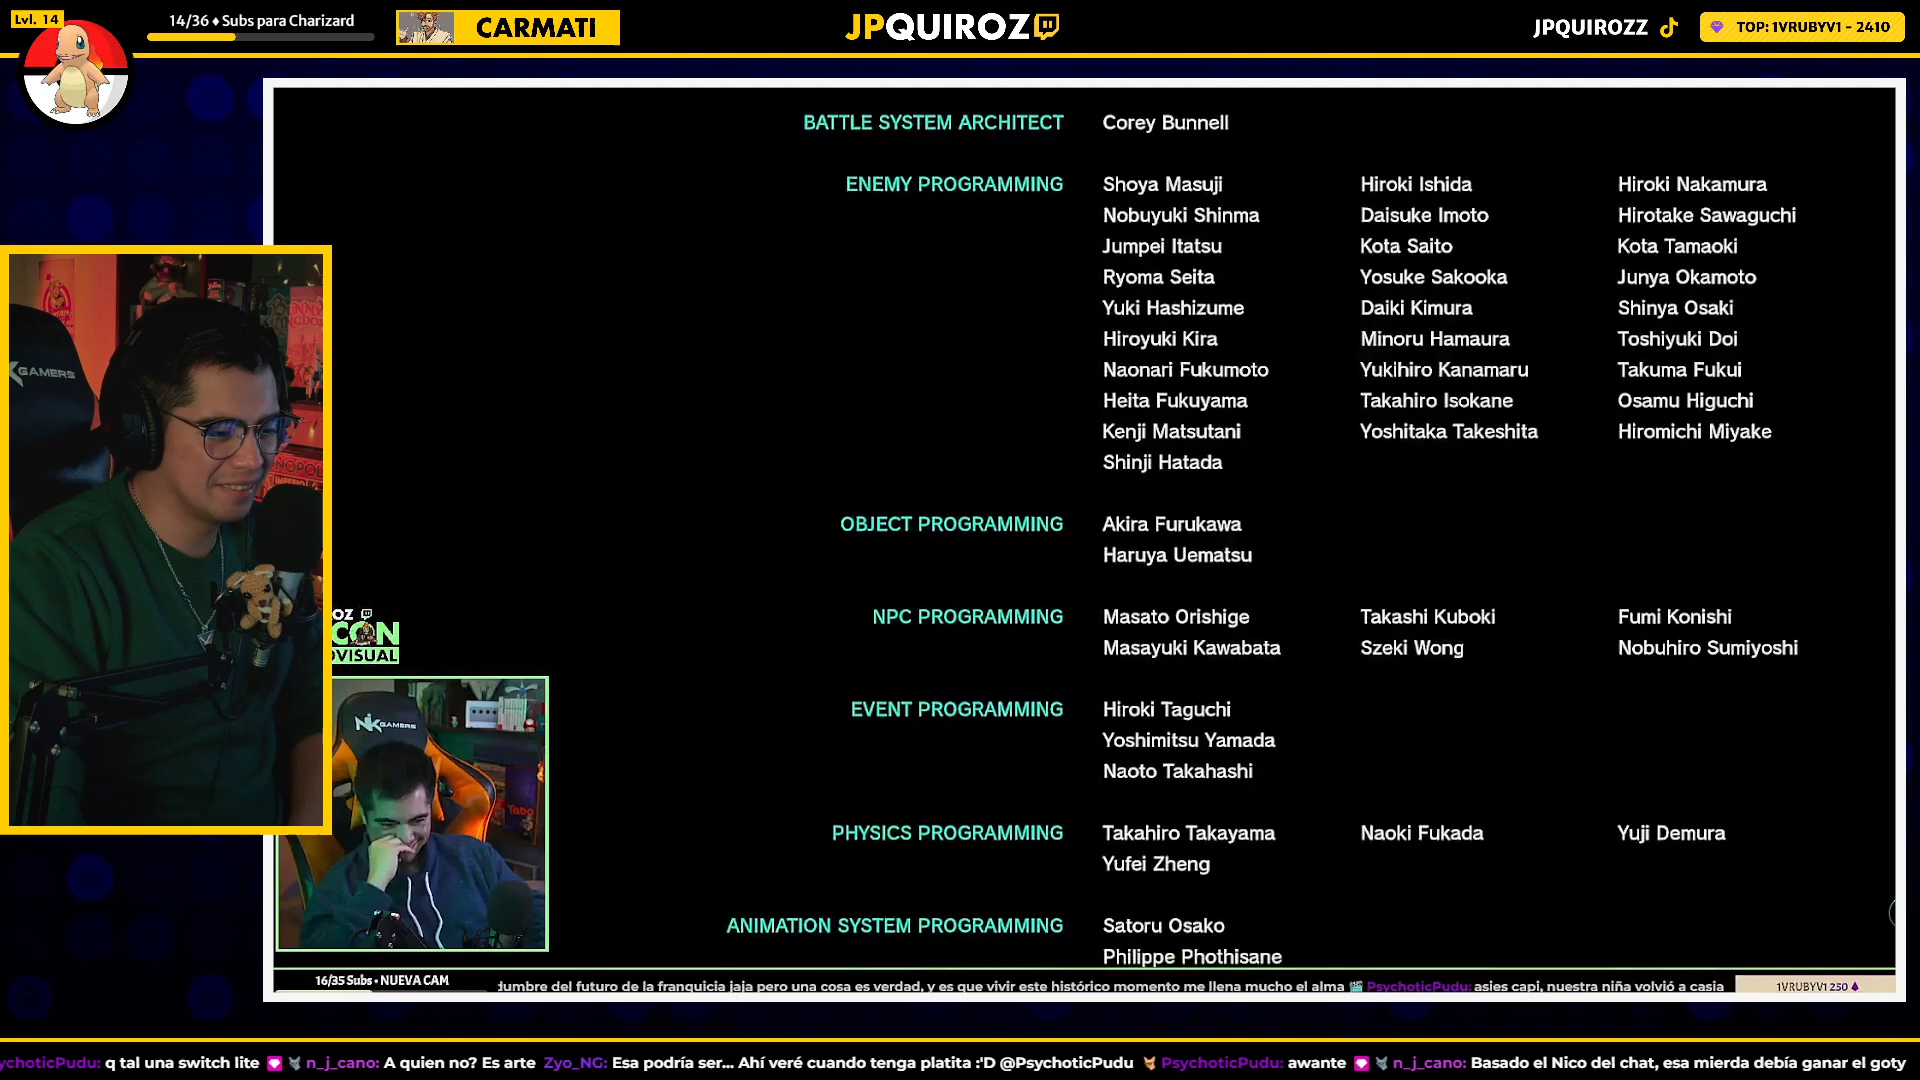 Lvl. 14
14/36 ♦ Subs para Charizard
CARMATI
JPQUIROZ
JPQUIROZZ
TOP: 1VRUBYV1 - 2410
BATTLE SYSTEM ARCHITECT Corey Bunnell
ENEMY PROGRAMMING Shoya Masuji Hiroki Ishida Hiroki Nakamura
Nobuyuki Shinma Daisuke Imoto Hirotake Sawaguchi
Jumpei Itatsu Kota Saito Kota Tamaoki
Ryoma Seita Yosuke Sakooka Junya Okamoto
Yuki Hashizume Daiki Kimura Shinya Osaki
Hiroyuki Kira Minoru Hamaura Toshiyuki Doi
Naonari Fukumoto Yukihiro Kanamaru Takuma Fukui
Heita Fukuyama Takahiro Isokane Osamu Higuchi
Kenji Matsutani Yoshitaka Takeshita Hiromichi Miyake
Shinji Hatada
OBJECT PROGRAMMING Akira Furukawa
Haruya Uematsu
NPC PROGRAMMING Masato Orishige Takashi Kuboki Fumi Konishi
Masayuki Kawabata Szeki Wong Nobuhiro Sumiyoshi
EVENT PROGRAMMING Hiroki Taguchi
Yoshimitsu Yamada
Naoto Takahashi
PHYSICS PROGRAMMING Takahiro Takayama Naoki Fukada Yuji Demura
Yufei Zheng
ANIMATION SYSTEM PROGRAMMING Satoru Osako
Philippe Phothisane
GAMERS
OZ
CON
OVISUAL
NK GAMERS
16/35 Subs • NUEVA CAM
dumbre del futuro de la franquicia jaja pero una cosa es verdad, y es que vivir este histórico momento me llena mucho el alma PsychoticPudu: asies capi, nuestra niña volvió a casia
1VRUBYV1 250
ychoticPudu: q tal una switch lite n_j_cano: A quien no? Es arte Zyo_NG: Esa podría ser... Ahí veré cuando tenga platita :'D @PsychoticPudu PsychoticPudu: awante n_j_cano: Basado el Nico del chat, esa mierda debía ganar el goty